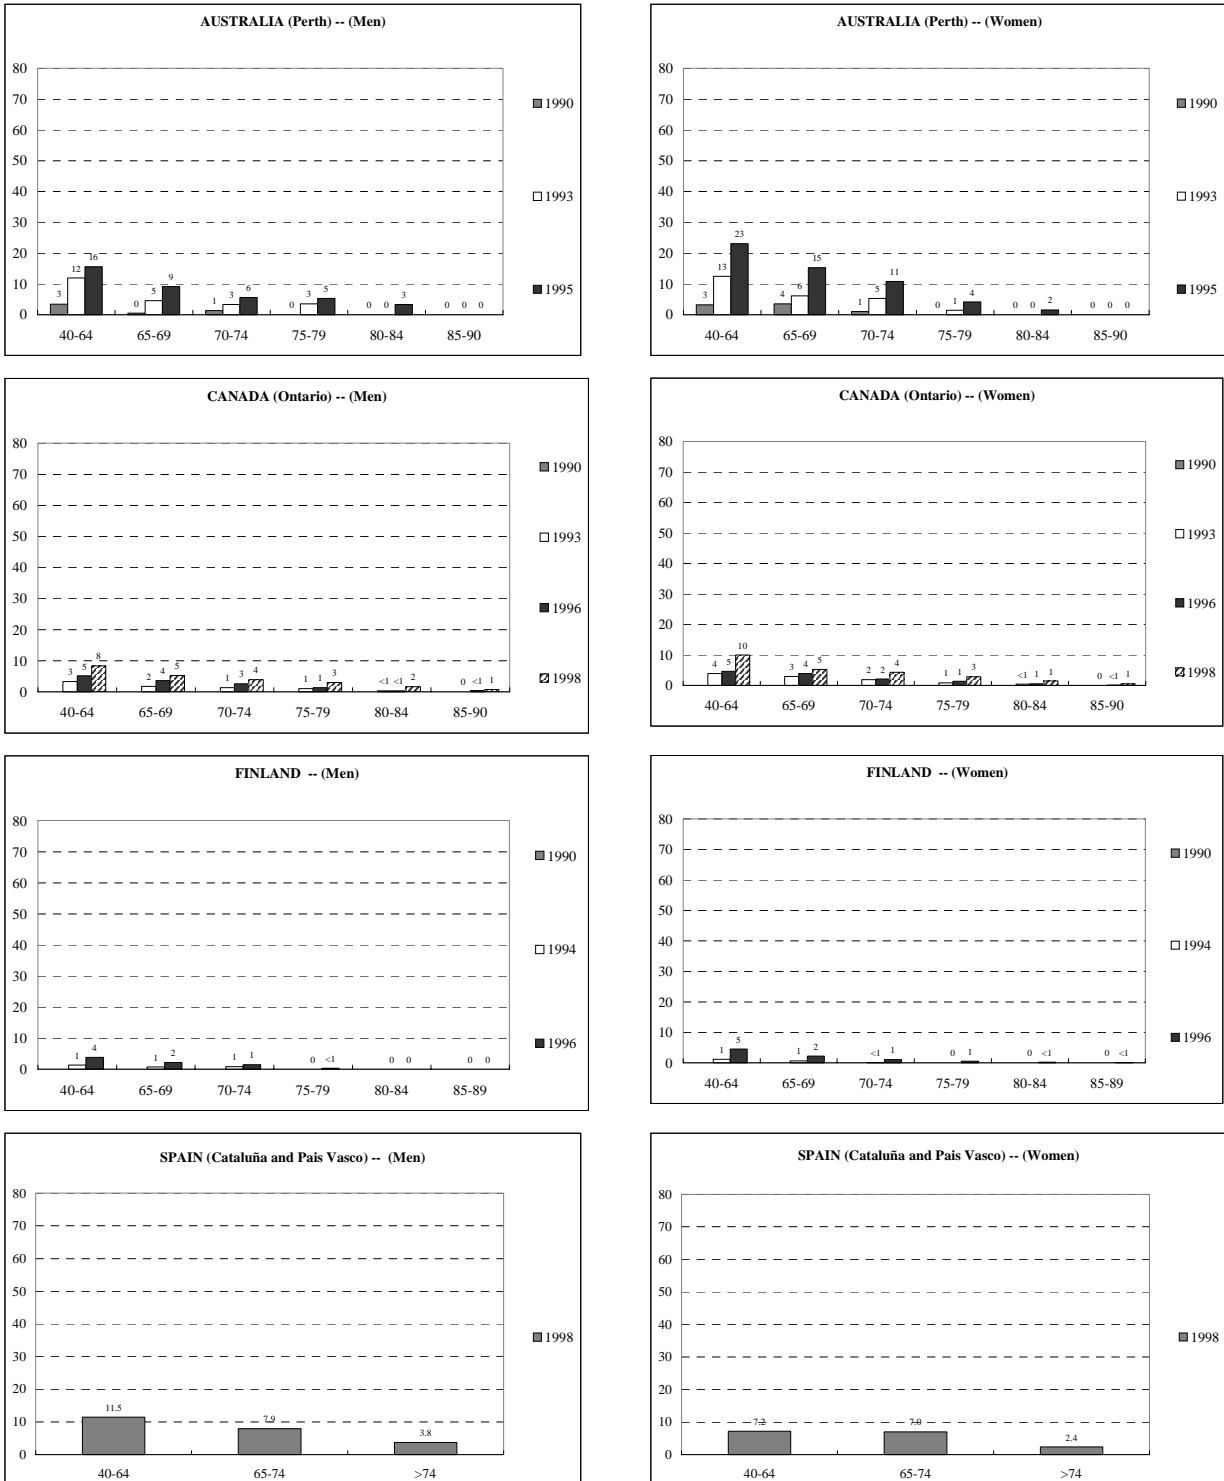 AUSTRALIA (Perth) -- (Men)
80
70
60
50
40
30
20
10
0
3 12 16
0 5 9
1 3 6
0 3 5
0 0 3
0 0 0
40-64 65-69 70-74 75-79 80-84 85-90
1990
1993
1995
AUSTRALIA (Perth) -- (Women)
80
70
60
50
40
30
20
10
0
3 13 23
4 6 15
1 5 11
0 1 4
0 0 2
0 0 0
40-64 65-69 70-74 75-79 80-84 85-90
1990
1993
1995
CANADA (Ontario) -- (Men)
80
70
60
50
40
30
20
10
0
3 5 8
2 4 5
1 3 4
1 1 3
<1 <1 2
0 <1 1
40-64 65-69 70-74 75-79 80-84 85-90
1990
1993
1996
1998
CANADA (Ontario) -- (Women)
80
70
60
50
40
30
20
10
0
4 5 10
3 4 5
2 2 4
1 1 3
<1 1 1
0 <1 1
40-64 65-69 70-74 75-79 80-84 85-90
1990
1993
1996
1998
FINLAND -- (Men)
80
70
60
50
40
30
20
10
0
1 4
1 2
1 1
0 <1
0 0
0 0
40-64 65-69 70-74 75-79 80-84 85-89
1990
1994
1996
FINLAND -- (Women)
80
70
60
50
40
30
20
10
0
1 5
1 2
<1 1
0 1
0 <1
0 <1
40-64 65-69 70-74 75-79 80-84 85-89
1990
1994
1996
SPAIN (Cataluña and Pais Vasco) -- (Men)
80
70
60
50
40
30
20
10
0
11.5 7.9 3.8
40-64 65-74 >74
1998
SPAIN (Cataluña and Pais Vasco) -- (Women)
80
70
60
50
40
30
20
10
0
7.2 7.0 2.4
40-64 65-74 >74
1998